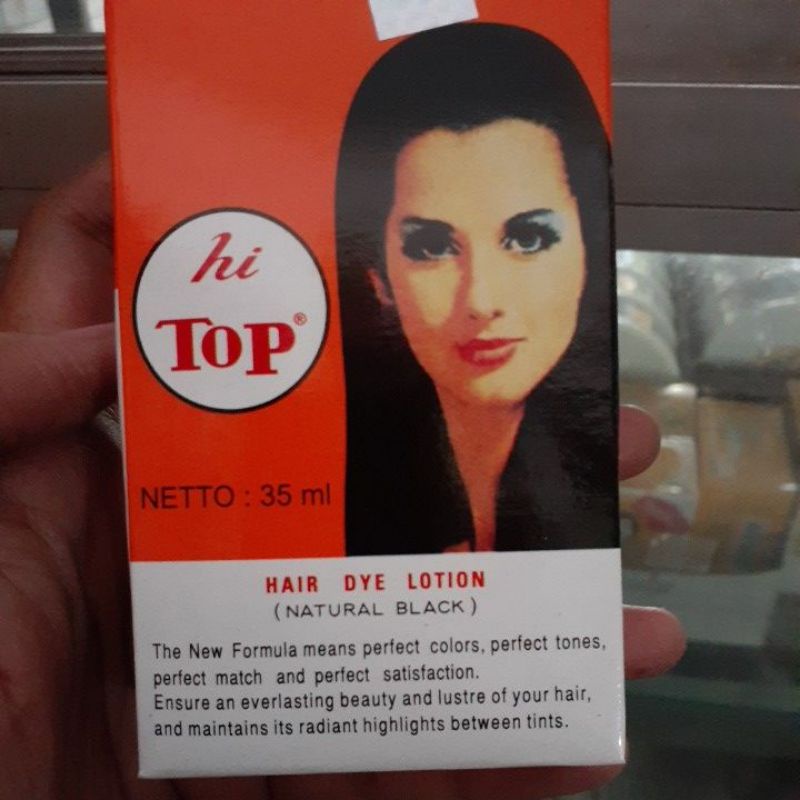 hi
TOP®
NETTO : 35 ml
HAIR DYE LOTION
(NATURAL BLACK)
The New Formula means perfect colors, perfect tones,
perfect match and perfect satisfaction.
Ensure an everlasting beauty and lustre of your hair,
and maintains its radiant highlights between tints.